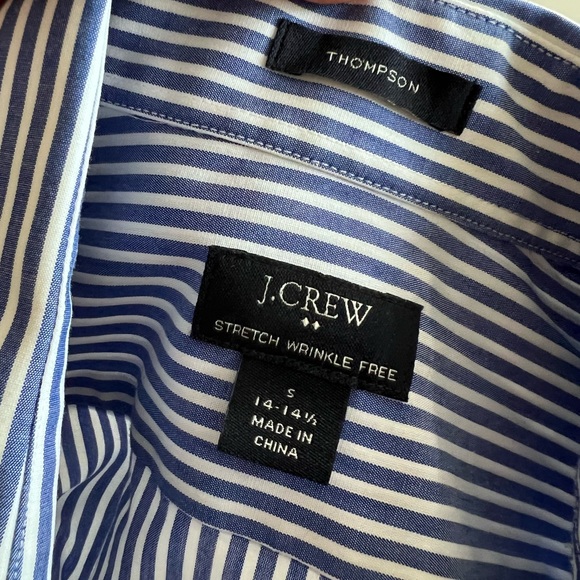 THOMPSON
J.CREW
STRETCH WRINKLE FREE
S
14-14½
MADE IN
CHINA